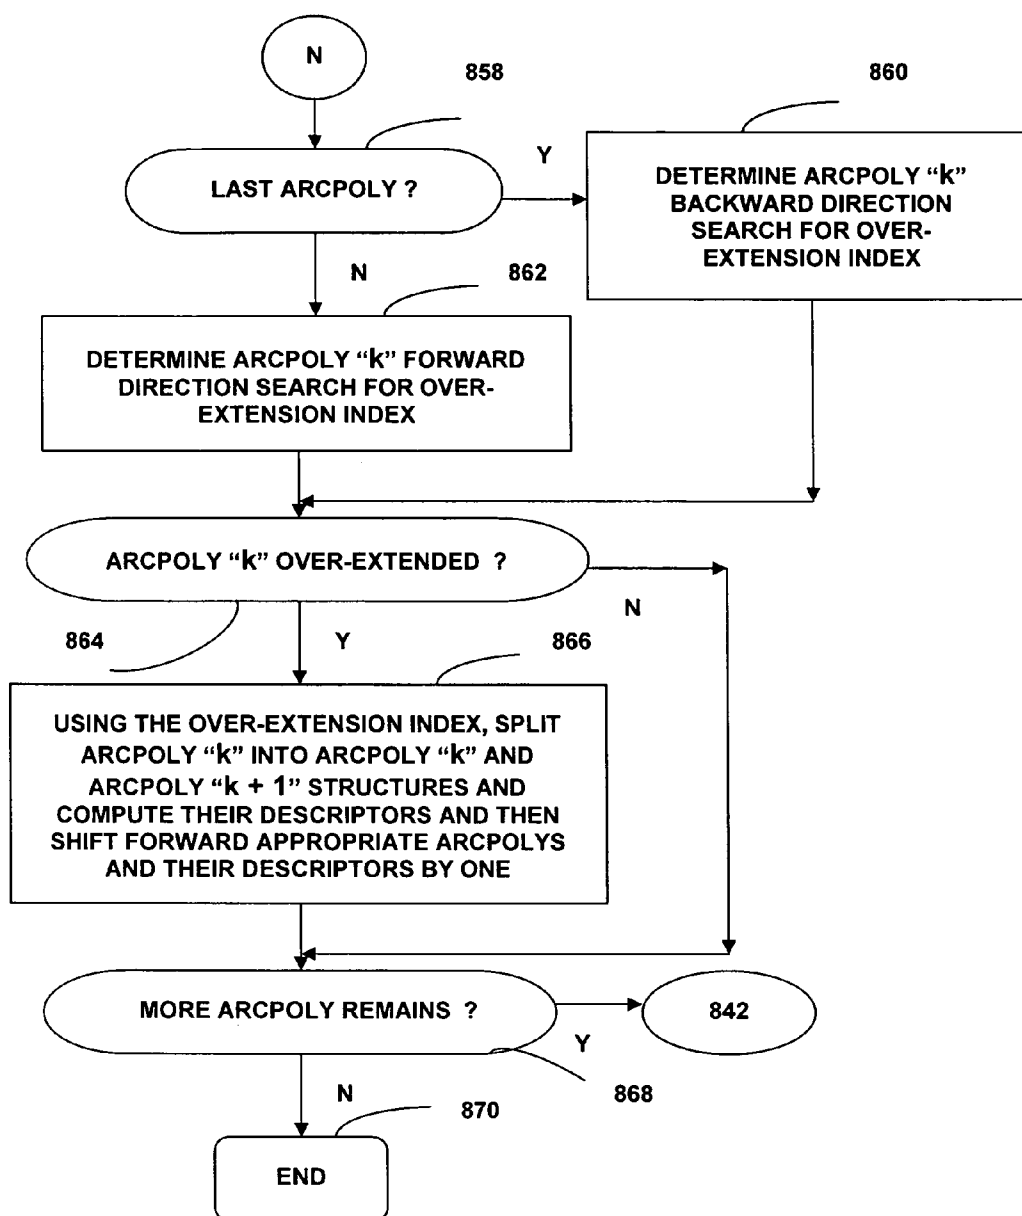 N
858
860
LAST ARCPOLY ?
Y
DETERMINE ARCPOLY “k”
BACKWARD DIRECTION
SEARCH FOR OVER-
EXTENSION INDEX
N
862
DETERMINE ARCPOLY “k” FORWARD
DIRECTION SEARCH FOR OVER-
EXTENSION INDEX
ARCPOLY “k” OVER-EXTENDED ?
N
864
Y
866
USING THE OVER-EXTENSION INDEX, SPLIT
ARCPOLY “k” INTO ARCPOLY “k” AND
ARCPOLY “k + 1” STRUCTURES AND
COMPUTE THEIR DESCRIPTORS AND THEN
SHIFT FORWARD APPROPRIATE ARCPOLYS
AND THEIR DESCRIPTORS BY ONE
MORE ARCPOLY REMAINS ?
842
Y
868
N
870
END